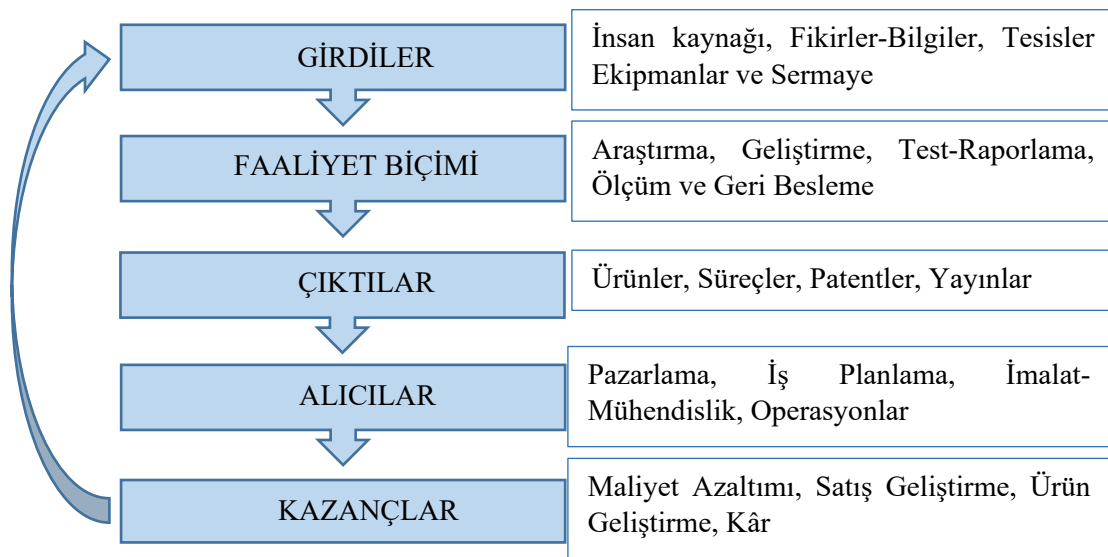 GİRDİLER
İnsan kaynağı, Fikirler-Bilgiler, Tesisler
Ekipmanlar ve Sermaye
FAALİYET BİÇİMİ
Araştırma, Geliştirme, Test-Raporlama,
Ölçüm ve Geri Besleme
ÇIKTILAR
Ürünler, Süreçler, Patentler, Yayınlar
ALICILAR
Pazarlama, İş Planlama, İmalat-
Mühendislik, Operasyonlar
KAZANÇLAR
Maliyet Azaltımı, Satış Geliştirme, Ürün
Geliştirme, Kâr